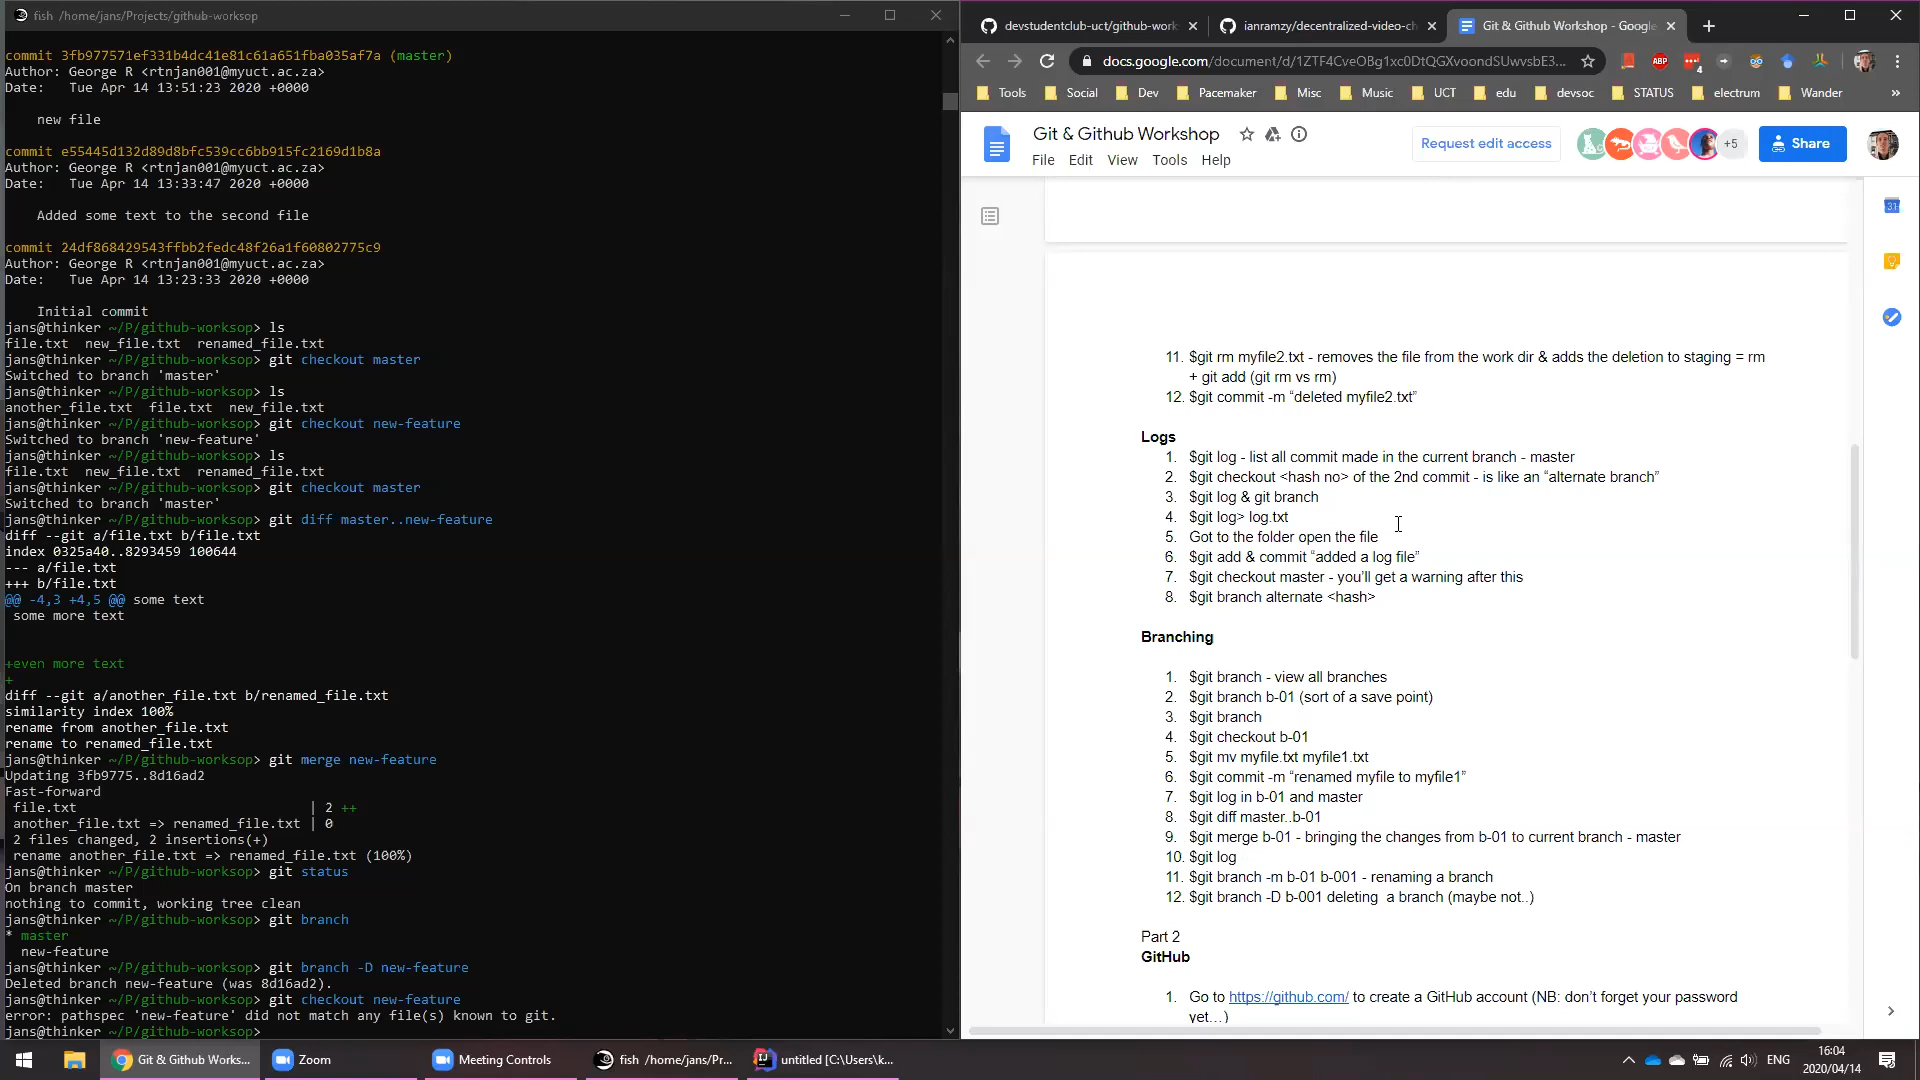 fish /home/jans/Projects/github-worksop
commit 3fb977571ef331b4dc41e81c61a651fba035af7a (master)
Author: George R <rtnjan001@myuct.ac.za>
Date:   Tue Apr 14 13:51:23 2020 +0000
new file
commit e55445d132d89d8bfc539cc6bb915fc2169d1b8a
Author: George R <rtnjan001@myuct.ac.za>
Date:   Tue Apr 14 13:33:47 2020 +0000
Added some text to the second file
commit 24df868429543ffbb2fedc48f26a1f60802775c9
Author: George R <rtnjan001@myuct.ac.za>
Date:   Tue Apr 14 13:23:33 2020 +0000
Initial commit
jans@thinker ~/P/github-worksop> ls
file.txt  new_file.txt  renamed_file.txt
jans@thinker ~/P/github-worksop> git checkout master
Switched to branch 'master'
jans@thinker ~/P/github-worksop> ls
another_file.txt  file.txt  new_file.txt
jans@thinker ~/P/github-worksop> git checkout new-feature
Switched to branch 'new-feature'
jans@thinker ~/P/github-worksop> ls
file.txt  new_file.txt  renamed_file.txt
jans@thinker ~/P/github-worksop> git checkout master
Switched to branch 'master'
jans@thinker ~/P/github-worksop> git diff master..new-feature
diff --git a/file.txt b/file.txt
index 0325a40..8293459 100644
--- a/file.txt
+++ b/file.txt
@@ -4,3 +4,5 @@ some text
some more text
+even more text
+
diff --git a/another_file.txt b/renamed_file.txt
similarity index 100%
rename from another_file.txt
rename to renamed_file.txt
jans@thinker ~/P/github-worksop> git merge new-feature
Updating 3fb9775..8d16ad2
Fast-forward
file.txt | 2 ++
another_file.txt => renamed_file.txt | 0
2 files changed, 2 insertions(+)
rename another_file.txt => renamed_file.txt (100%)
jans@thinker ~/P/github-worksop> git status
On branch master
nothing to commit, working tree clean
jans@thinker ~/P/github-worksop> git branch
* master
new-feature
jans@thinker ~/P/github-worksop> git branch -D new-feature
Deleted branch new-feature (was 8d16ad2).
jans@thinker ~/P/github-worksop> git checkout new-feature
error: pathspec 'new-feature' did not match any file(s) known to git.
jans@thinker ~/P/github-worksop>
devstudentclub-uct/github-work
ianramzy/decentralized-video-ch
Git & Github Workshop - Google
docs.google.com/document/d/1ZTF4CveOBg1xc0DtQGXvoondSUwvsbE3...
ABP
4
Tools Social Dev Pacemaker Misc Music UCT edu devsoc STATUS electrum Wander »
Git & Github Workshop
File Edit View Tools Help
Request edit access
+5
Share
31
11. $git rm myfile2.txt - removes the file from the work dir & adds the deletion to staging = rm
+ git add (git rm vs rm)
12. $git commit -m “deleted myfile2.txt”
Logs
1. $git log - list all commit made in the current branch - master
2. $git checkout <hash no> of the 2nd commit - is like an “alternate branch”
3. $git log & git branch
4. $git log> log.txt
5. Got to the folder open the file
6. $git add & commit “added a log file”
7. $git checkout master - you’ll get a warning after this
8. $git branch alternate <hash>
Branching
1. $git branch - view all branches
2. $git branch b-01 (sort of a save point)
3. $git branch
4. $git checkout b-01
5. $git mv myfile.txt myfile1.txt
6. $git commit -m “renamed myfile to myfile1”
7. $git log in b-01 and master
8. $git diff master..b-01
9. $git merge b-01 - bringing the changes from b-01 to current branch - master
10. $git log
11. $git branch -m b-01 b-001 - renaming a branch
12. $git branch -D b-001 deleting  a branch (maybe not..)
Part 2
GitHub
1. Go to https://github.com/ to create a GitHub account (NB: don’t forget your password
yet...)
Git & Github Works...
Zoom
Meeting Controls
fish /home/jans/Pr...
untitled [C:\Users\k...
ENG
16:04
2020/04/14